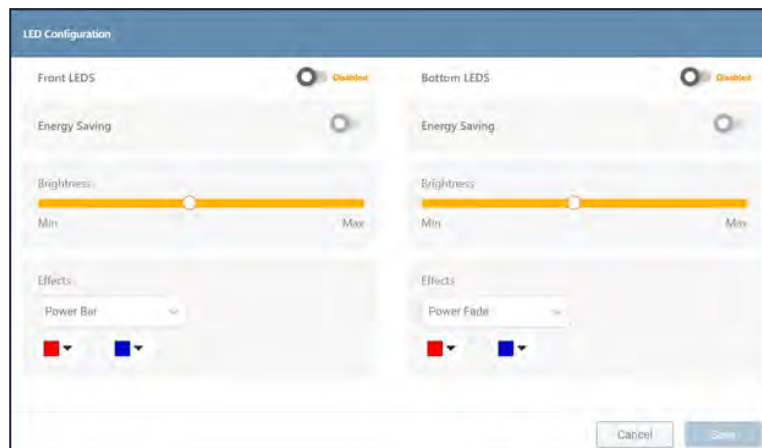 LED Configuration
Front LEDS Disabled
Bottom LEDS Disabled
Energy Saving
Energy Saving
Brightness
Brightness
Min Max
Min Max
Effects
Effects
Power Bar
Power Fade
Cancel Save